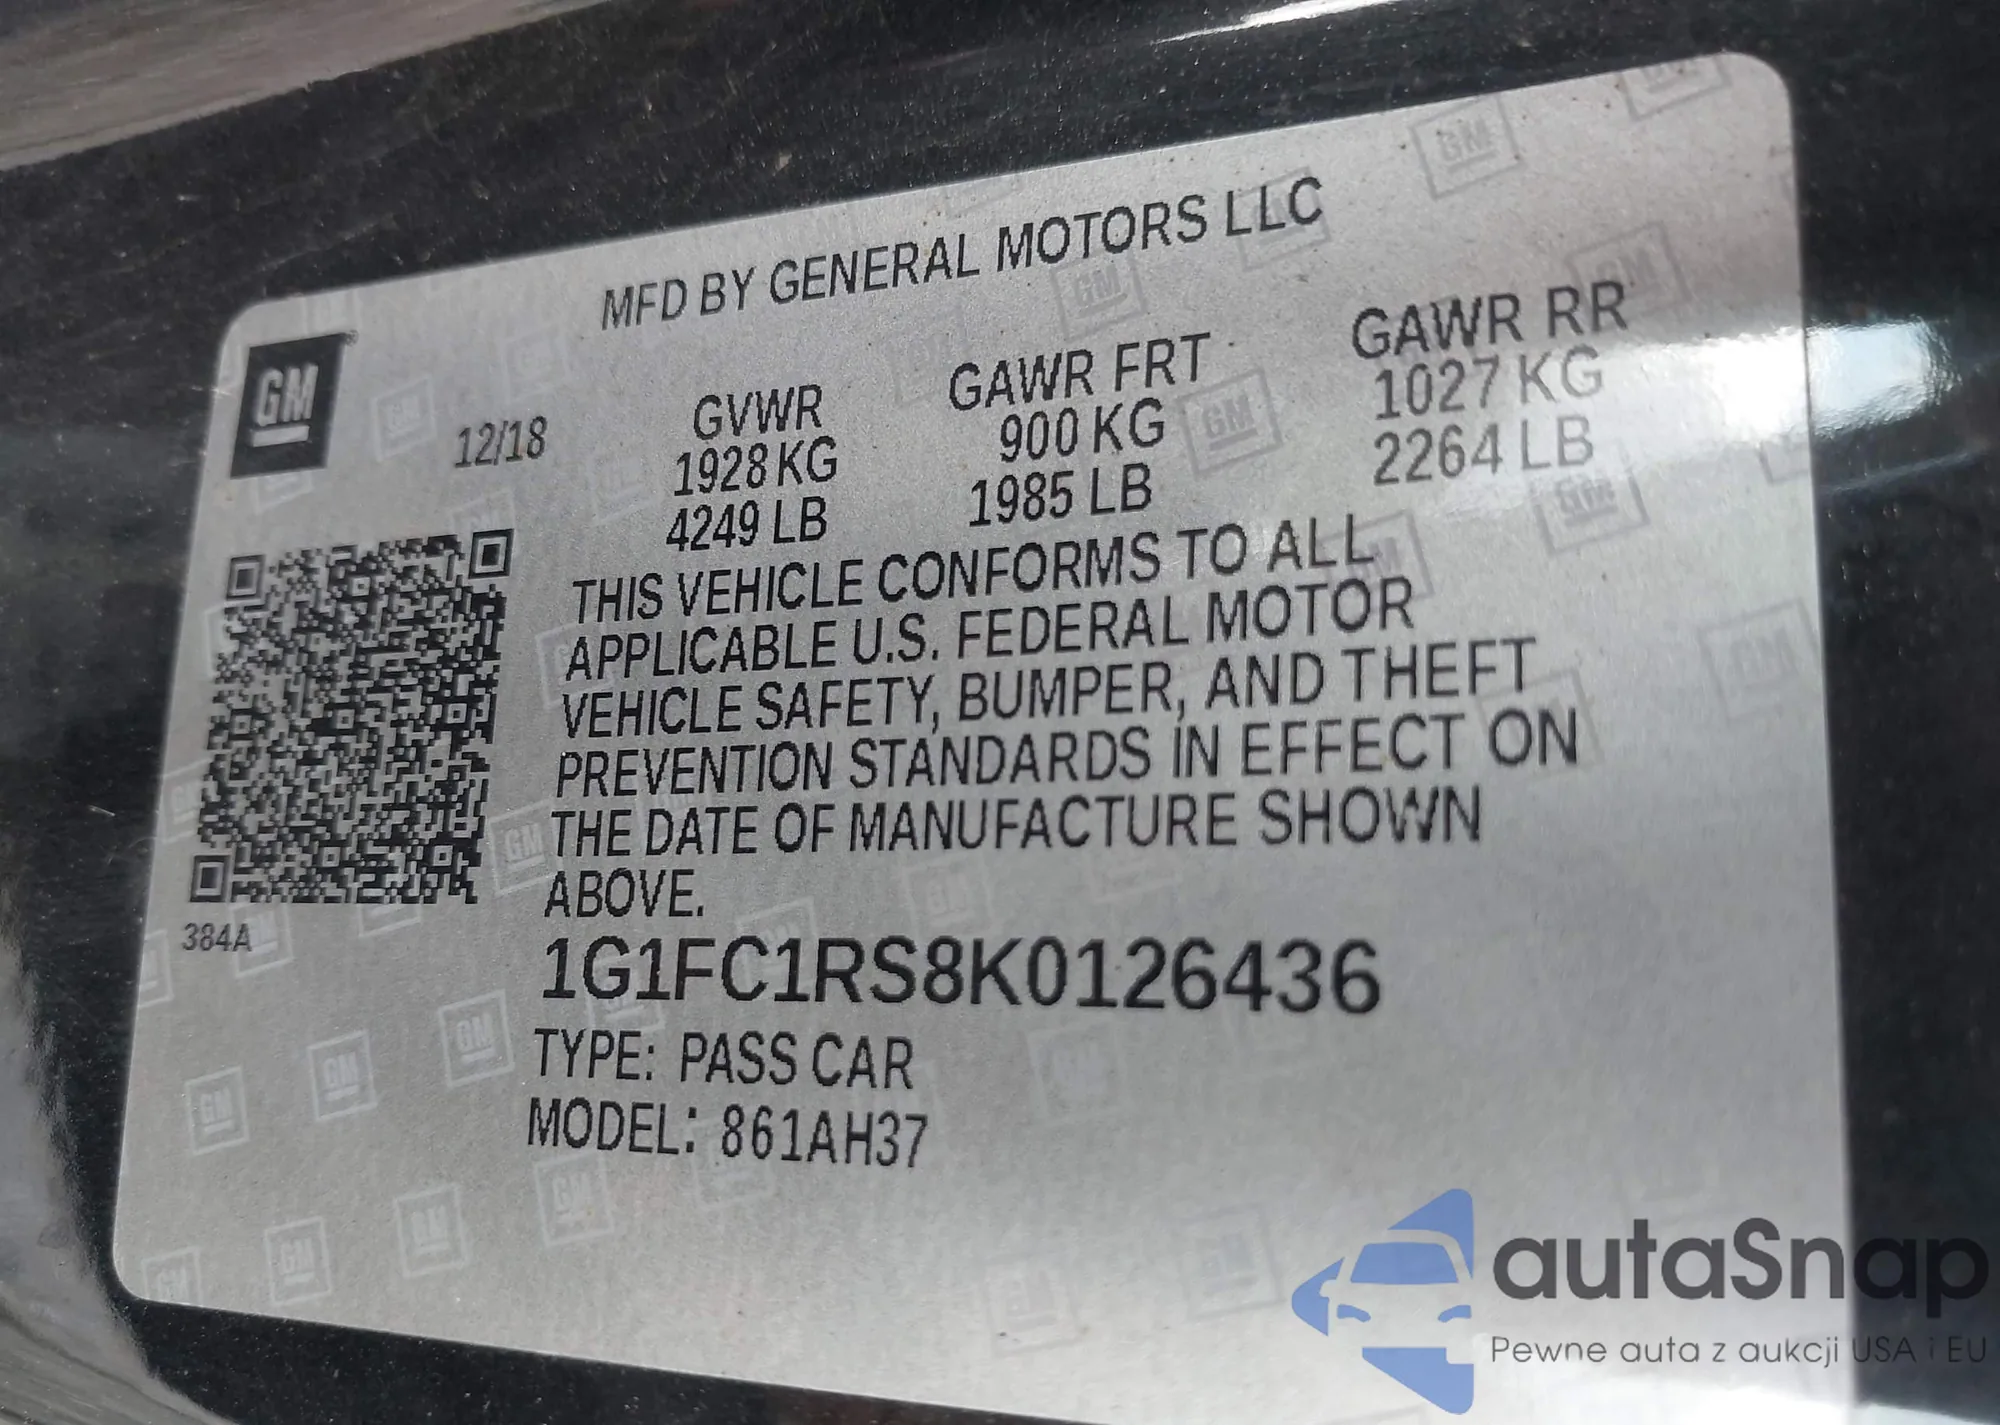 MFD BY GENERAL MOTORS LLC
GM
12/18
GVWR GAWR FRT GAWR RR
1928 KG 900 KG 1027 KG
4249 LB 1985 LB 2264 LB
THIS VEHICLE CONFORMS TO ALL
APPLICABLE U.S. FEDERAL MOTOR
VEHICLE SAFETY, BUMPER, AND THEFT
PREVENTION STANDARDS IN EFFECT ON
THE DATE OF MANUFACTURE SHOWN
ABOVE.
384A
1G1FC1RS8K0126436
TYPE: PASS CAR
MODEL: 861AH37
autaSnap
Pewne auta z aukcji USA i EU